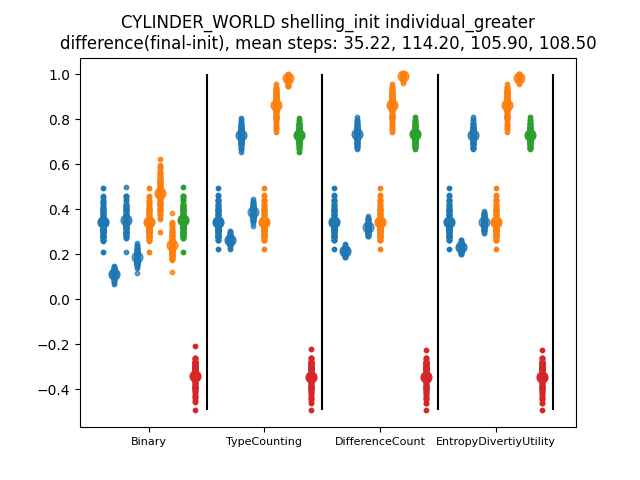 CYLINDER_WORLD shelling_init individual_greater
difference(final-init), mean steps: 35.22, 114.20, 105.90, 108.50
1.0
0.8
0.6
0.4
0.2
0.0
−0.2
−0.4
Binary TypeCounting DifferenceCount EntropyDivertiyUtility